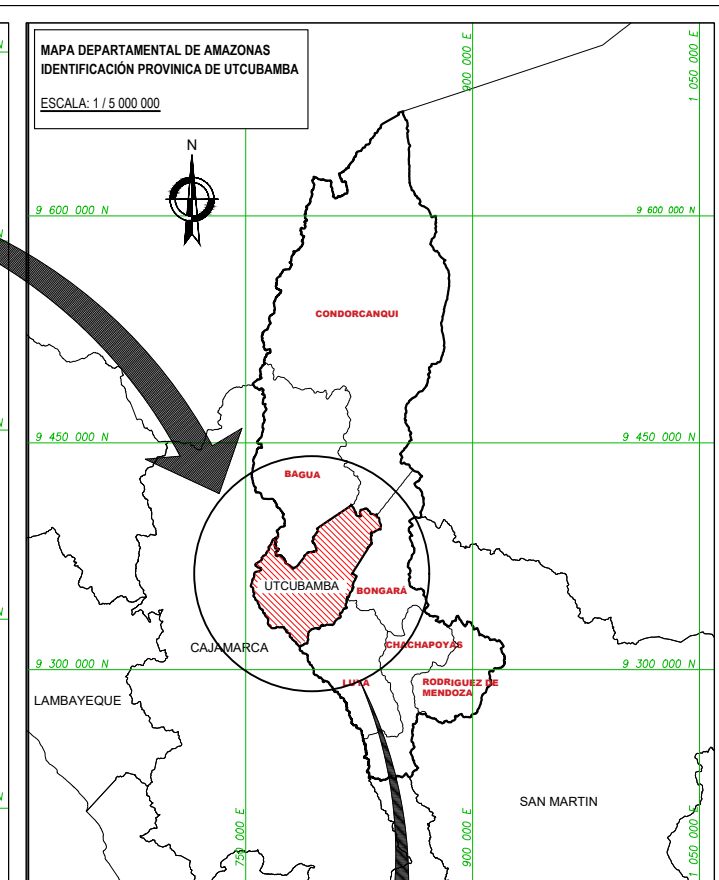 MAPA DEPARTAMENTAL DE AMAZONAS
IDENTIFICACIÓN PROVINICA DE UTCUBAMBA
ESCALA: 1 / 5 000 000
900 000 E
1 050 000 E
N
9 600 000 N
9 600 000 N
CONDORCANQUI
9 450 000 N
9 450 000 N
BAGUA
UTCUBAMBA
BONGARÁ
CAJAMARCA
CHACHAPOYAS
9 300 000 N
9 300 000 N
LUYA
RODRIGUEZ DE
MENDOZA
LAMBAYEQUE
SAN MARTIN
750 000 E
900 000 E
1 050 000 E